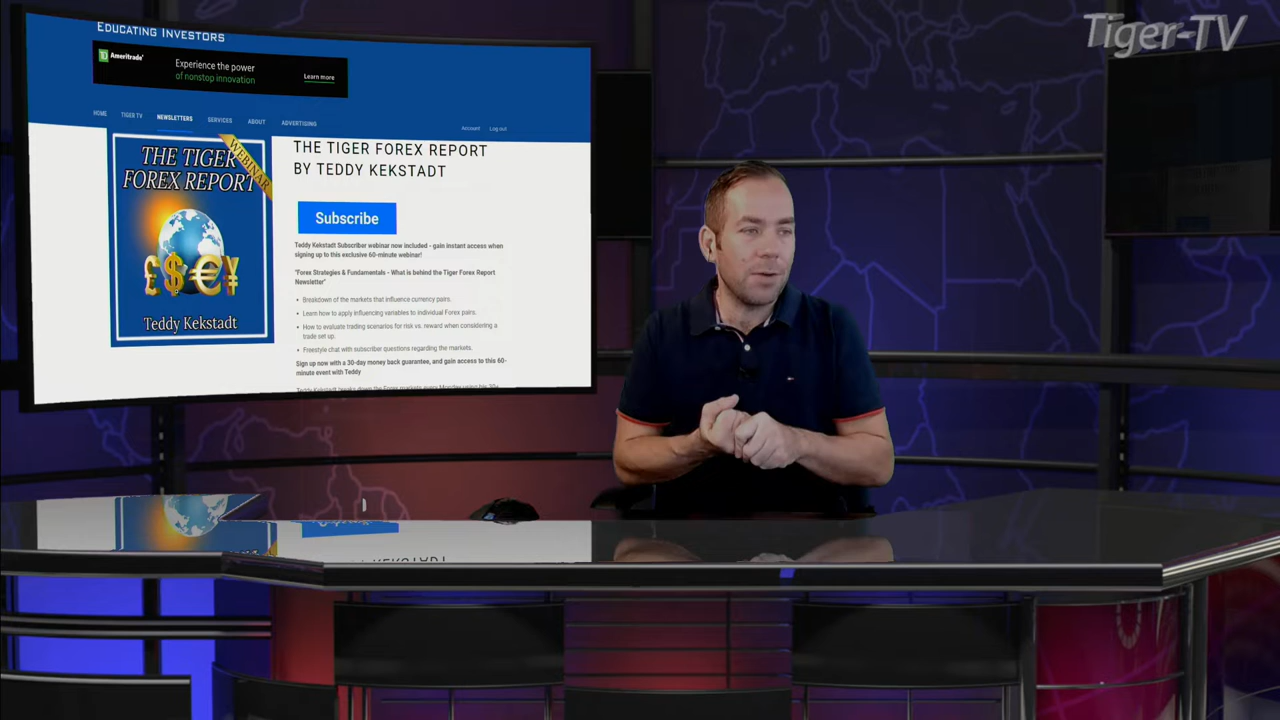 Tiger-TV
EDUCATING INVESTORS
TD Ameritrade
Experience the power
of nonstop innovation
Learn more
HOME TIGER TV NEWSLETTERS SERVICES ABOUT ADVERTISING
Account Log out
WEBINAR
THE TIGER
FOREX REPORT
£$€¥
Teddy Kekstadt
THE TIGER FOREX REPORT
BY TEDDY KEKSTADT
Subscribe
Teddy Kekstadt Subscriber webinar now included - gain instant access when
signing up to this exclusive 60-minute webinar!
"Forex Strategies & Fundamentals - What is behind the Tiger Forex Report
Newsletter"
• Breakdown of the markets that influence currency pairs.
• Learn how to apply influencing variables to individual Forex pairs.
• How to evaluate trading scenarios for risk vs. reward when considering a
trade set up.
• Freestyle chat with subscriber questions regarding the markets.
Sign up now with a 30-day money back guarantee, and gain access to this 60-
minute event with Teddy